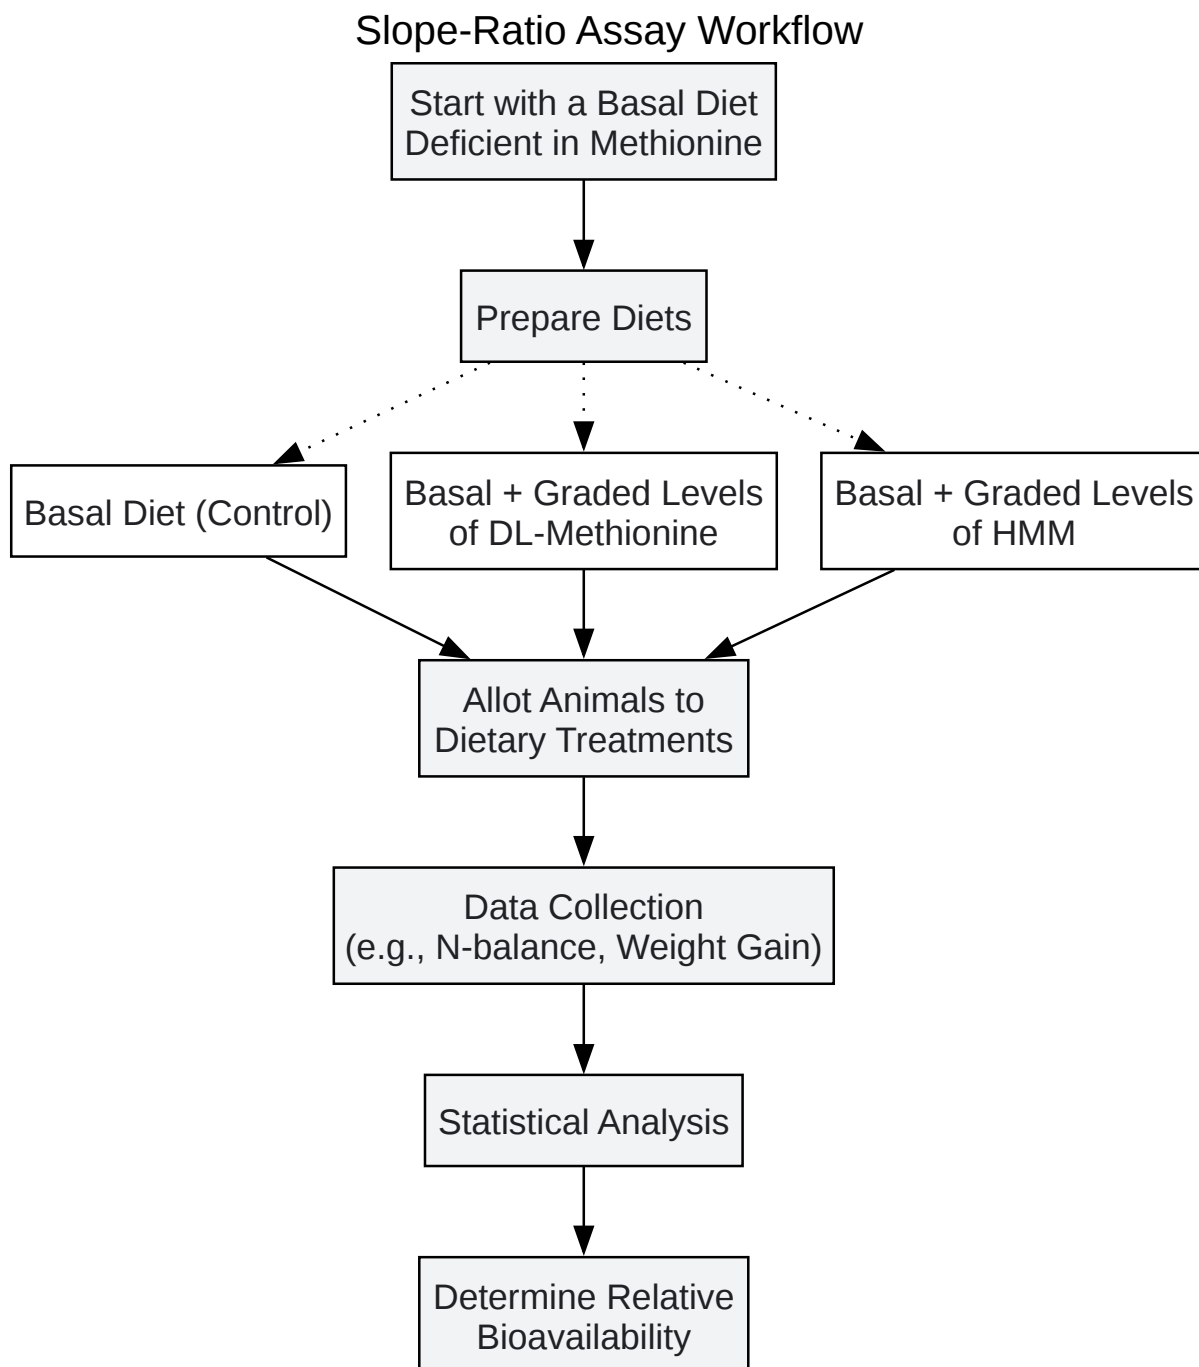 Slope-Ratio Assay Workflow
Start with a Basal Diet
Deficient in Methionine
Prepare Diets
Basal Diet (Control)
Basal + Graded Levels
of DL-Methionine
Basal + Graded Levels
of HMM
Allot Animals to
Dietary Treatments
Data Collection
(e.g., N-balance, Weight Gain)
Statistical Analysis
Determine Relative
Bioavailability